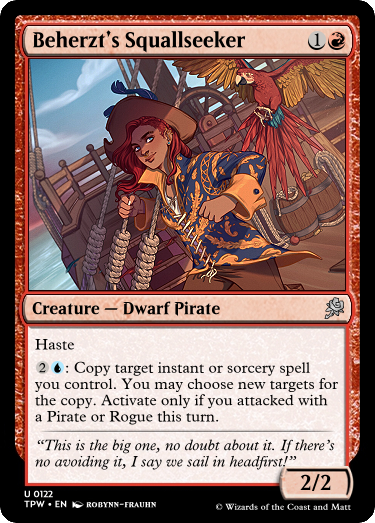 Beherzt's Squallseeker 1
Creature — Dwarf Pirate
Haste
2: Copy target instant or sorcery spell
you control. You may choose new targets for
the copy. Activate only if you attacked with
a Pirate or Rogue this turn.
“This is the big one, no doubt about it. If there's
no avoiding it, I say we sail in headfirst!”
2/2
U 0122
TPW • EN ROBYNN-FRAUHN
© Wizards of the Coast and Matt